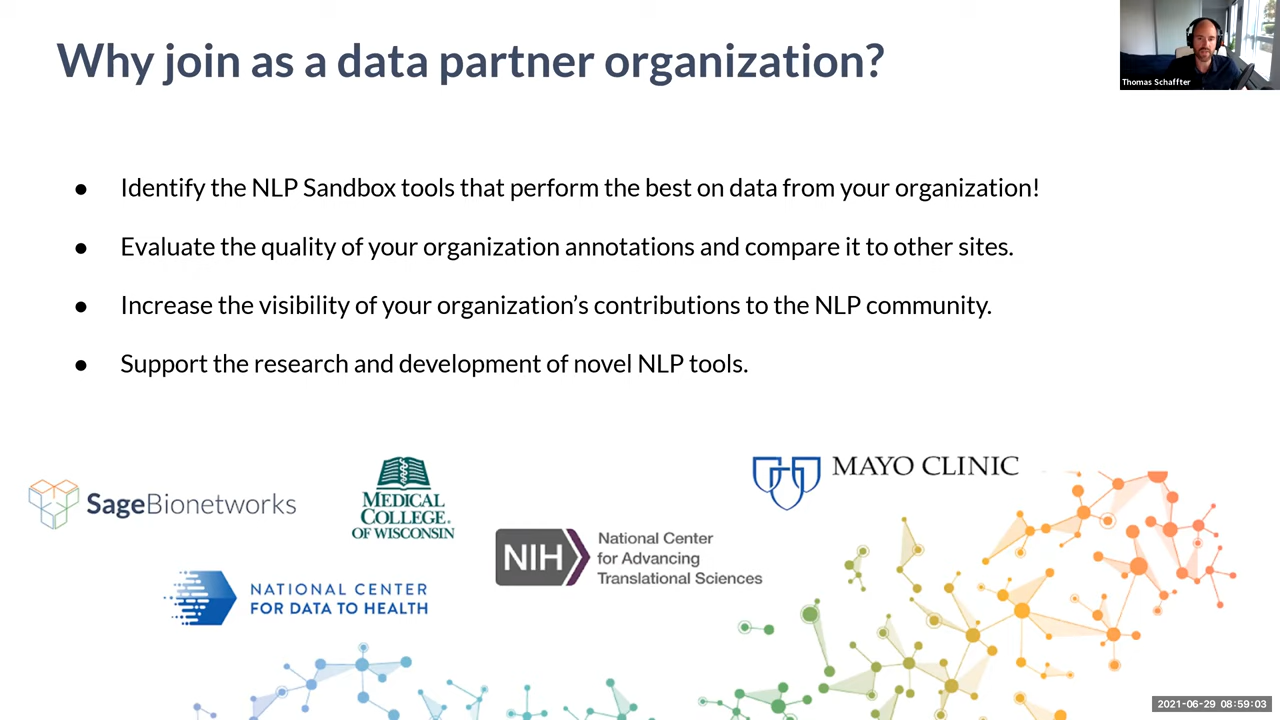 Why join as a data partner organization?
Thomas Schaffter
● Identify the NLP Sandbox tools that perform the best on data from your organization!
● Evaluate the quality of your organization annotations and compare it to other sites.
● Increase the visibility of your organization’s contributions to the NLP community.
● Support the research and development of novel NLP tools.
SageBionetworks
MEDICAL
COLLEGE
OF WISCONSIN
MAYO CLINIC
NIH
National Center
for Advancing
Translational Sciences
NATIONAL CENTER
FOR DATA TO HEALTH
2021-06-29 08:59:03